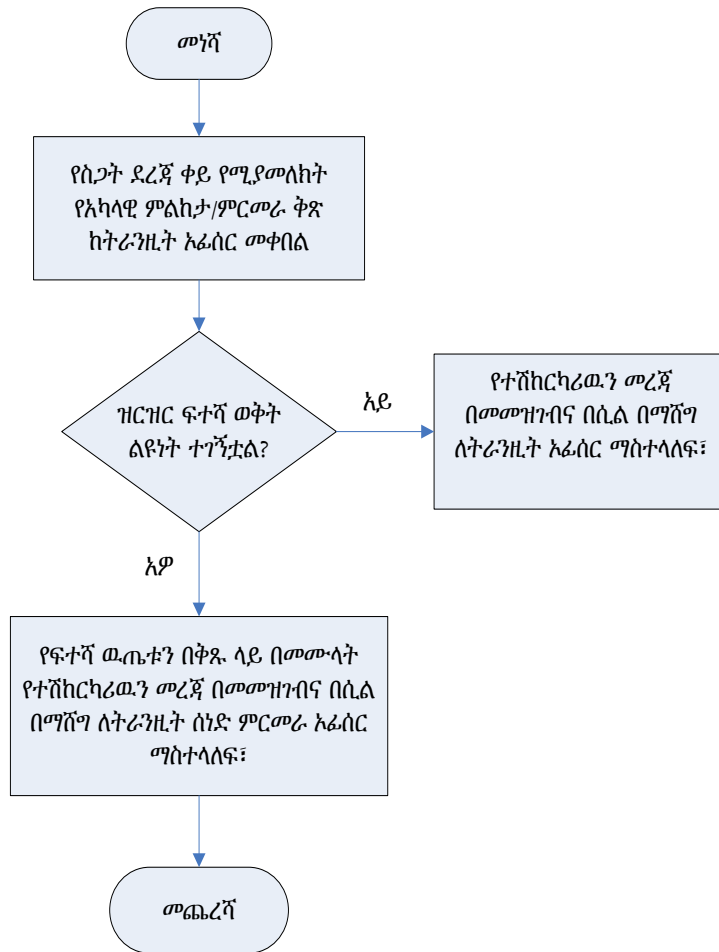 መነሻ
የስጋት ደረጃ ቀይ የሚያመለክት
የአካላዊ ምልከታ/ምርመራ ቅጽ
ከትራንዚት ኦፊሰር መቀበል
ዝርዝር ፍተሻ ወቅት
ልዩነት ተገኝቷል?
አይ
የተሽከርካሪዉን መረጃ
በመመዝገብና በሲል በማሸግ
ለትራንዚት ኦፊሰር ማስተላለፍ፣
አዎ
የፍተሻ ዉጤቱን በቅጹ ላይ በመሙላት
የተሽከርካሪዉን መረጃ በመመዝገብና በሲል
በማሸግ ለትራንዚት ሰነድ ምርመራ ኦፊሰር
ማስተላለፍ፣
መጨረሻ